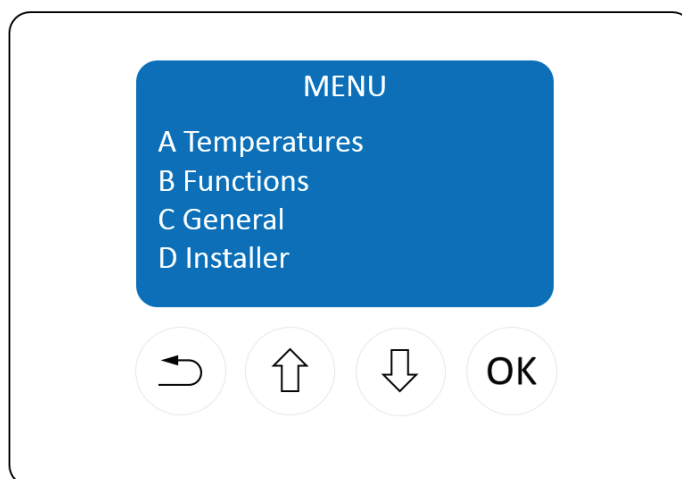 MENU
A Temperatures
B Functions
C General
D Installer
OK